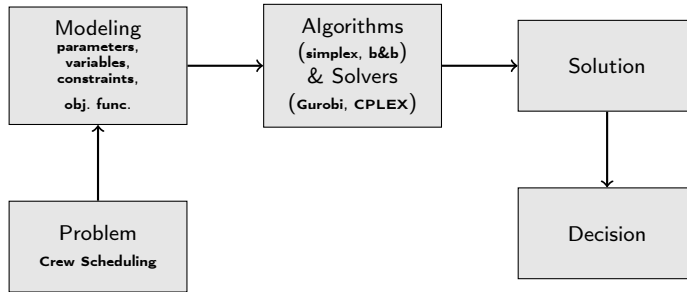 Modeling
parameters,
variables,
constraints,
obj. func.
Algorithms
(simplex, b&b)
& Solvers
(Gurobi, CPLEX)
Solution
Problem
Crew Scheduling
Decision